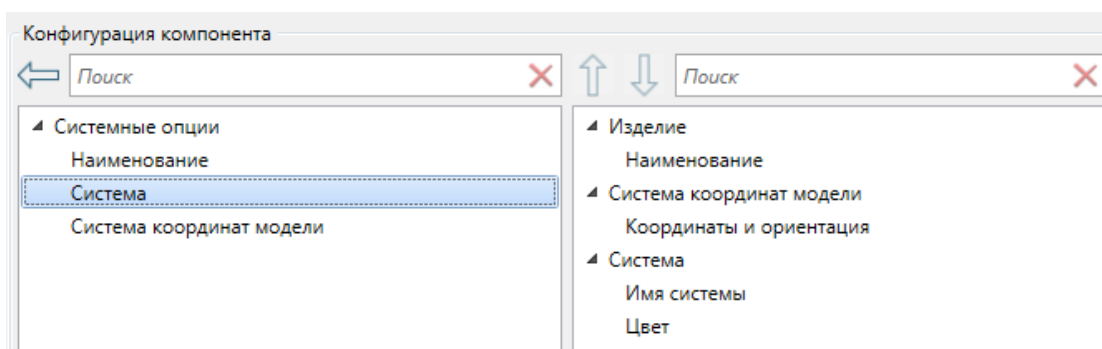 Конфигурация компонента
Поиск
Поиск
Системные опции
Наименование
Система
Система координат модели
Изделие
Наименование
Система координат модели
Координаты и ориентация
Система
Имя системы
Цвет